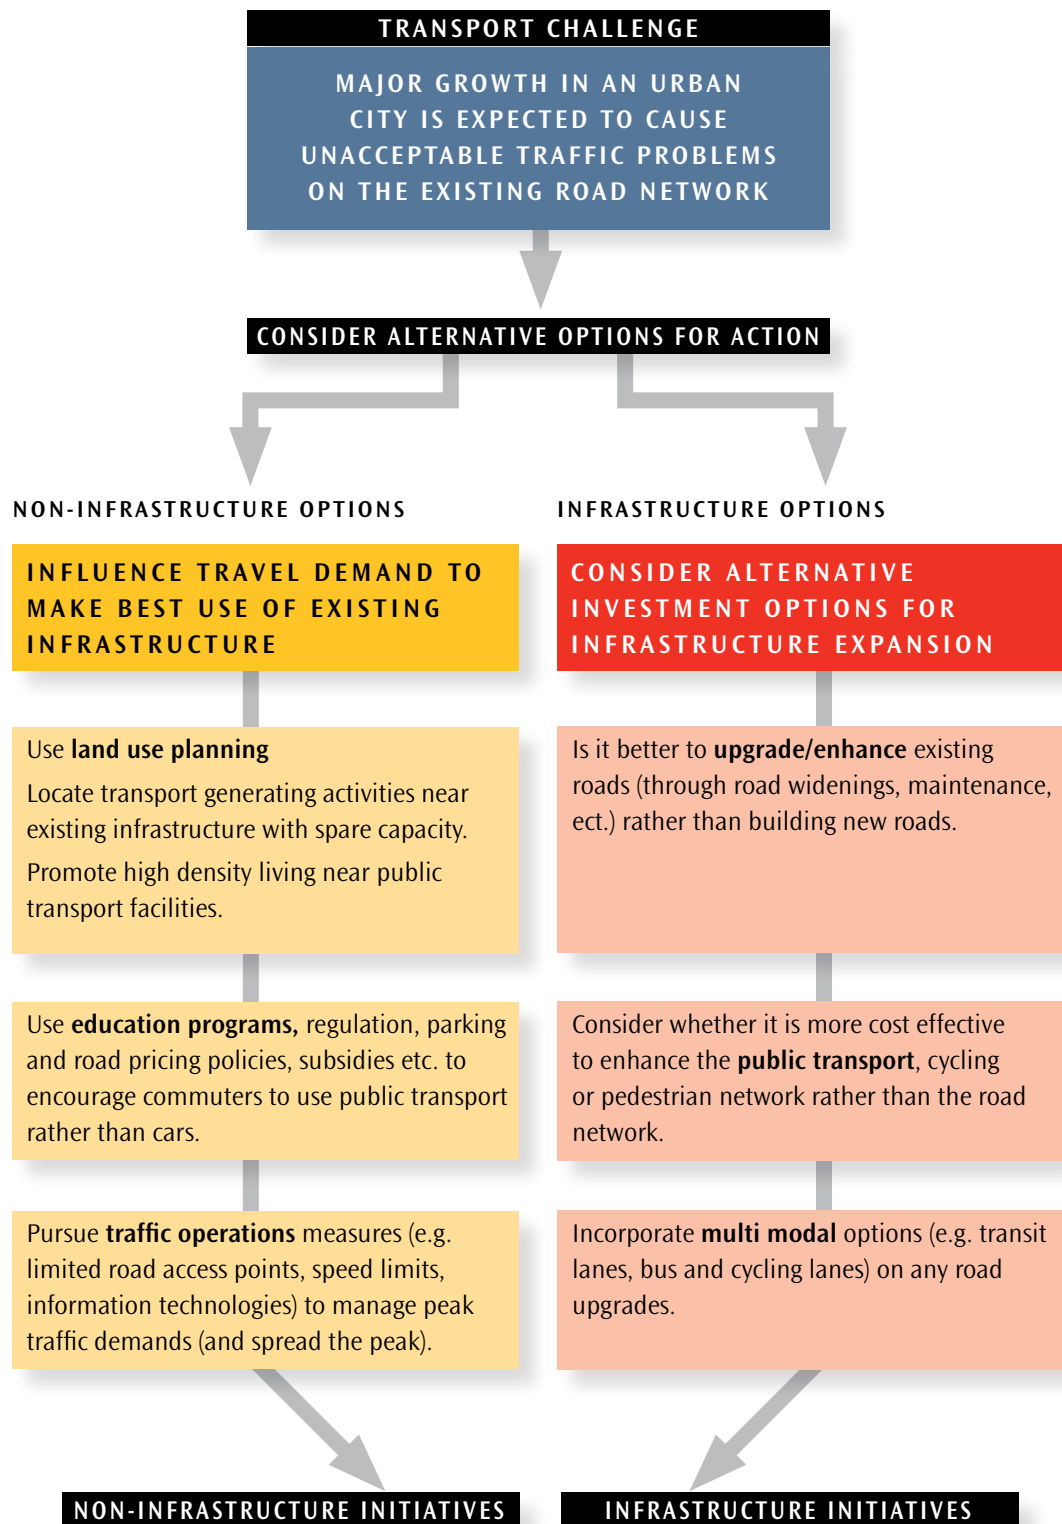 TRANSPORT CHALLENGE
MAJOR GROWTH IN AN URBAN
CITY IS EXPECTED TO CAUSE
UNACCEPTABLE TRAFFIC PROBLEMS
ON THE EXISTING ROAD NETWORK
CONSIDER ALTERNATIVE OPTIONS FOR ACTION
NON-INFRASTRUCTURE OPTIONS
INFLUENCE TRAVEL DEMAND TO
MAKE BEST USE OF EXISTING
INFRASTRUCTURE
Use land use planning
Locate transport generating activities near
existing infrastructure with spare capacity.
Promote high density living near public
transport facilities.
Use education programs, regulation, parking
and road pricing policies, subsidies etc. to
encourage commuters to use public transport
rather than cars.
Pursue traffic operations measures (e.g.
limited road access points, speed limits,
information technologies) to manage peak
traffic demands (and spread the peak).
NON-INFRASTRUCTURE INITIATIVES
INFRASTRUCTURE OPTIONS
CONSIDER ALTERNATIVE
INVESTMENT OPTIONS FOR
INFRASTRUCTURE EXPANSION
Is it better to upgrade/enhance existing
roads (through road widenings, maintenance,
ect.) rather than building new roads.
Consider whether it is more cost effective
to enhance the public transport, cycling
or pedestrian network rather than the road
network.
Incorporate multi modal options (e.g. transit
lanes, bus and cycling lanes) on any road
upgrades.
INFRASTRUCTURE INITIATIVES